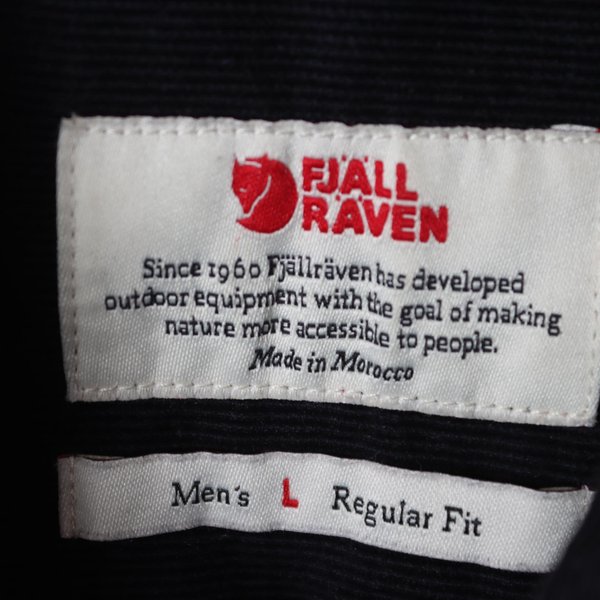 FJÄLL
RÄVEN
Since 1960 Fjällräven has developed
outdoor equipment with the goal of making
nature more accessible to people.
Made in Morocco
Men's L Regular Fit